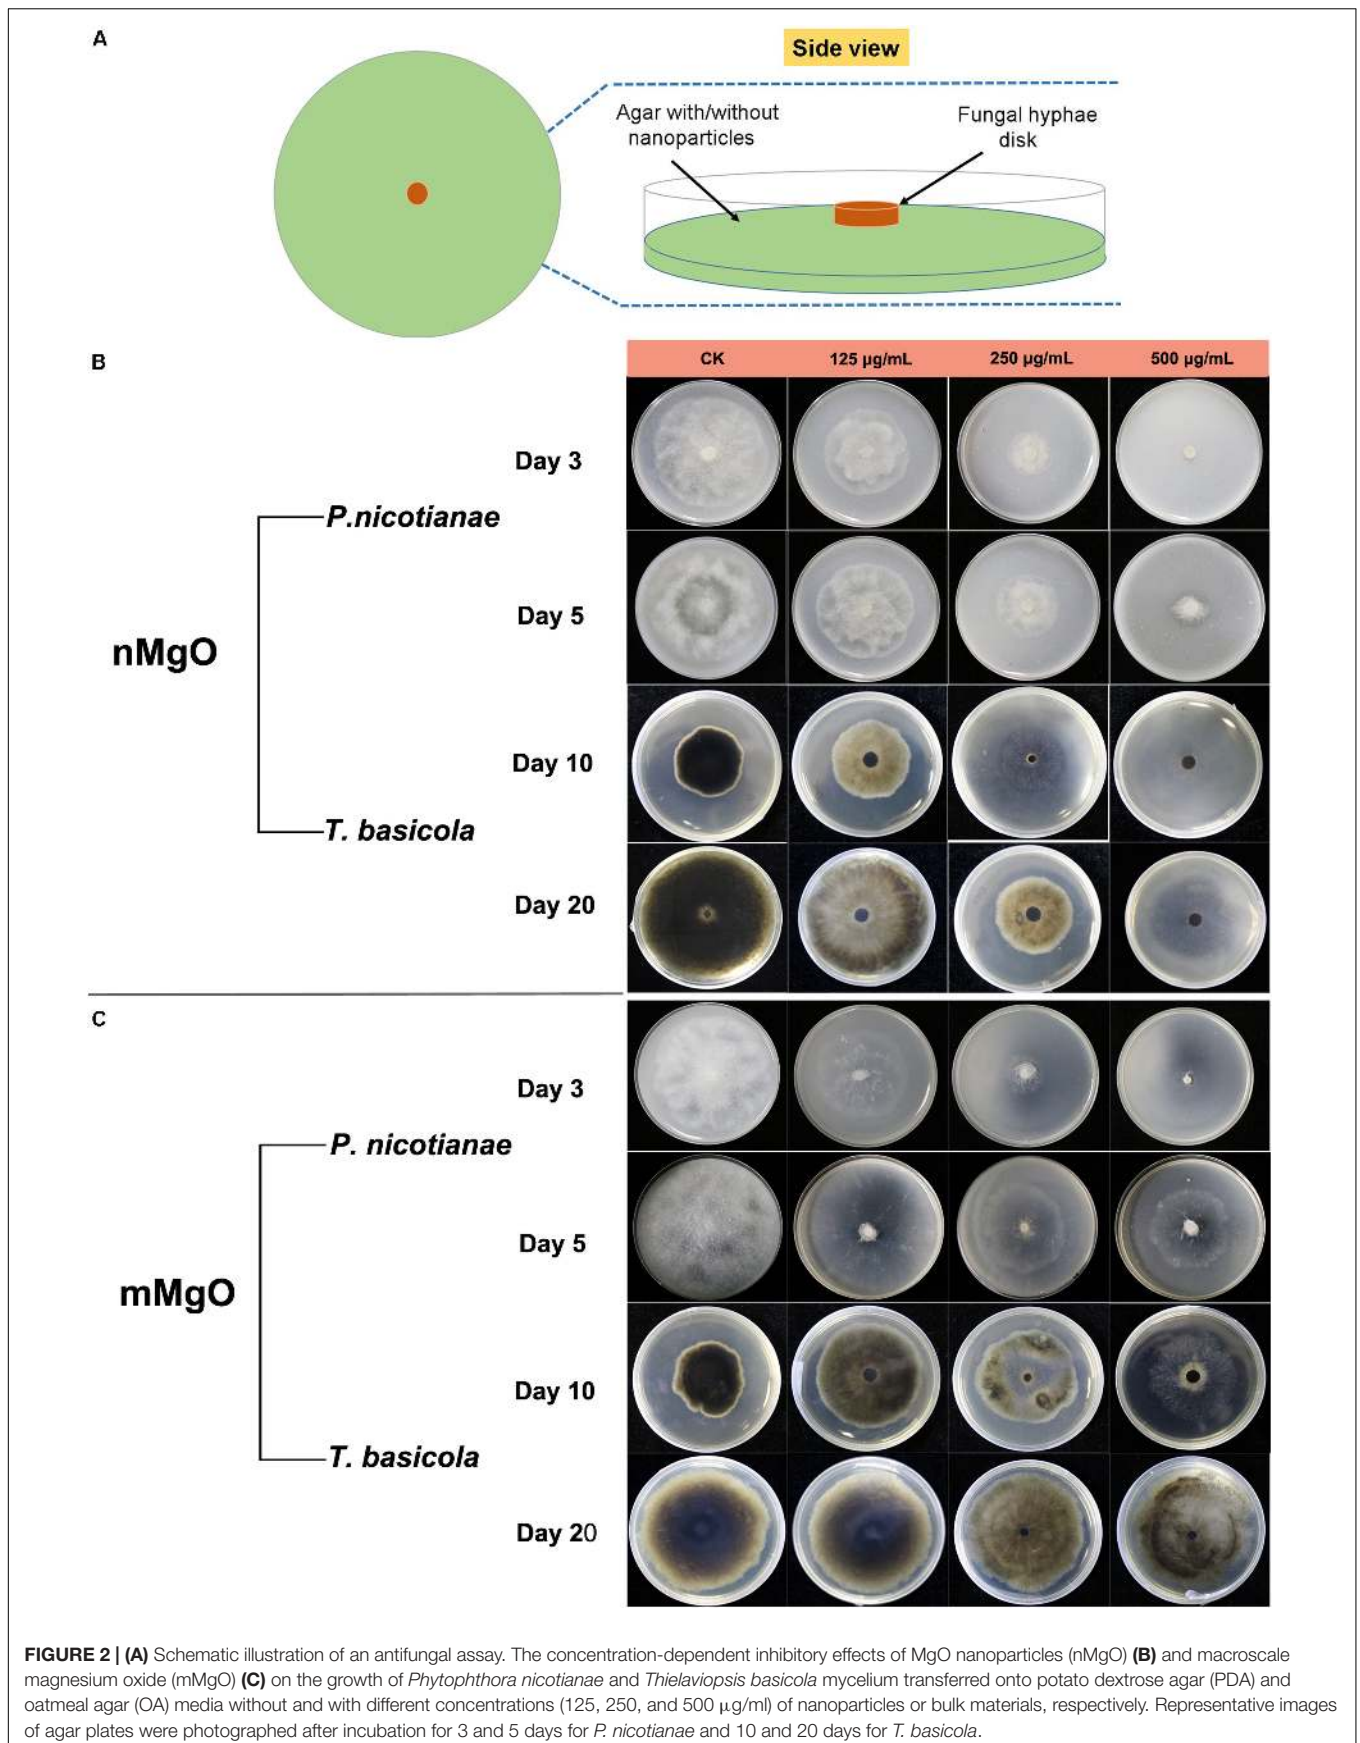 A
Side view
Agar with/without
nanoparticles
Fungal hyphae
disk
B
CK 125 µg/mL 250 µg/mL 500 µg/mL
Day 3
P.nicotianae
Day 5
nMgO
Day 10
T. basicola
Day 20
C
Day 3
P. nicotianae
Day 5
mMgO
Day 10
T. basicola
Day 20
FIGURE 2 | (A) Schematic illustration of an antifungal assay. The concentration-dependent inhibitory effects of MgO nanoparticles (nMgO) (B) and macroscale
magnesium oxide (mMgO) (C) on the growth of Phytophthora nicotianae and Thielaviopsis basicola mycelium transferred onto potato dextrose agar (PDA) and
oatmeal agar (OA) media without and with different concentrations (125, 250, and 500 µg/ml) of nanoparticles or bulk materials, respectively. Representative images
of agar plates were photographed after incubation for 3 and 5 days for P. nicotianae and 10 and 20 days for T. basicola.